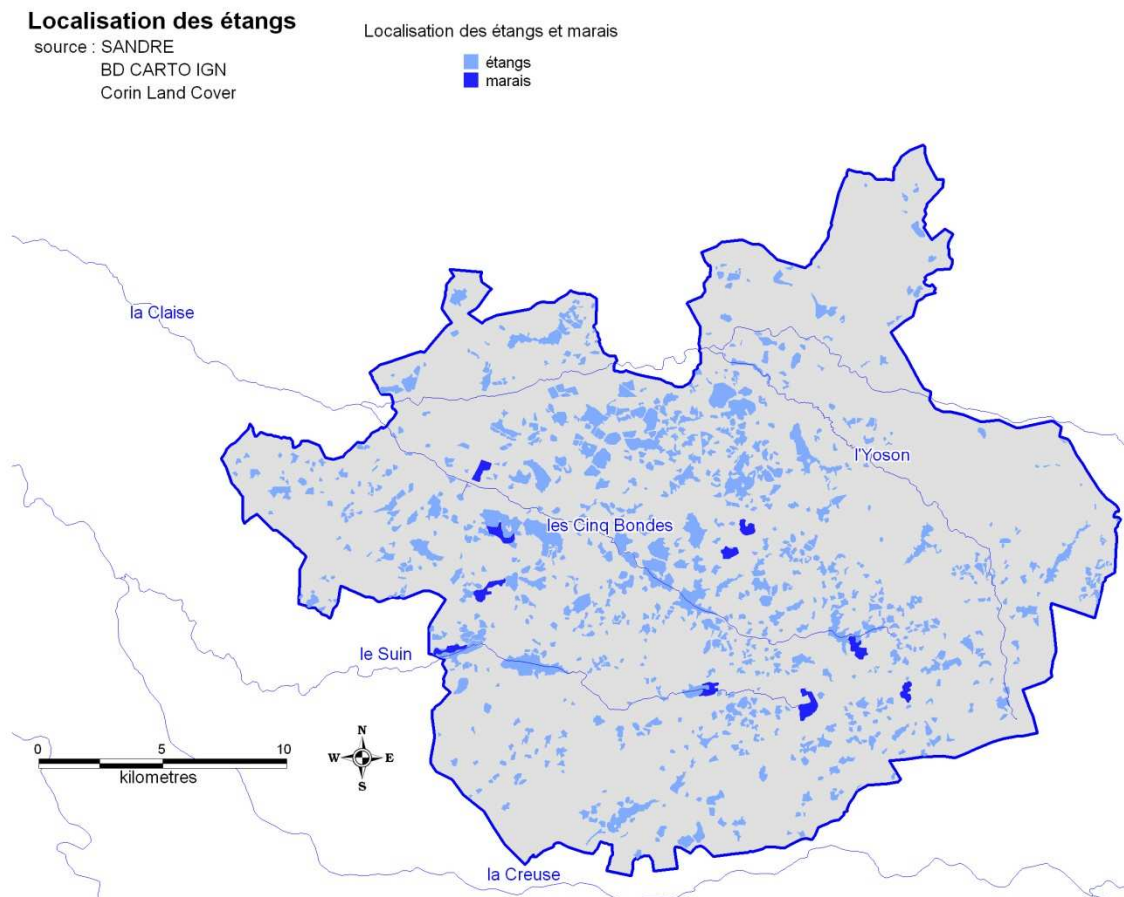 Localisation des étangs
source : SANDRE
BD CARTO IGN
Corin Land Cover
Localisation des étangs et marais
étangs
marais
la Claise
l'Yoson
les Cinq Bondes
le Suin
0 5 10
kilometres
N
W E
S
la Creuse